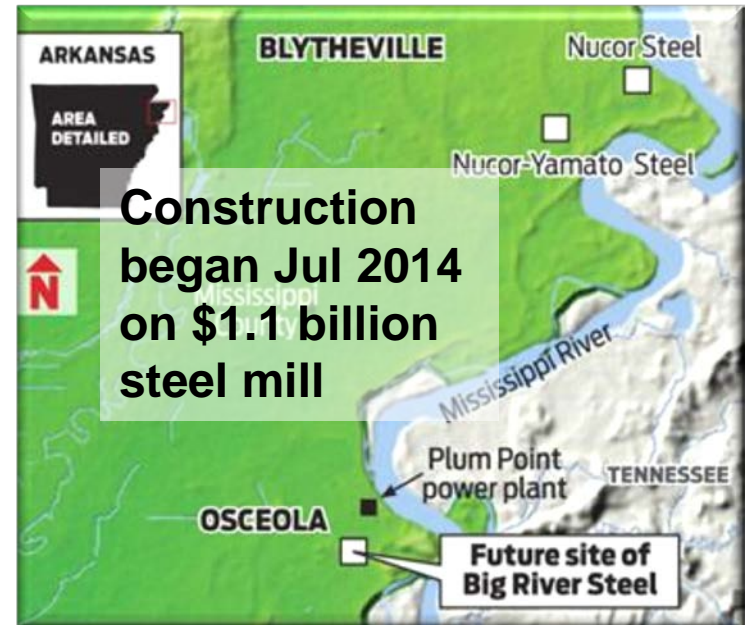 ARKANSAS
AREA
DETAILED
BLYTHEVILLE
Nucor Steel
Nucor-Yamato Steel
N
Construction
began Jul 2014
on $1.1 billion
steel mill
Mississippi
County
Mississippi River
Plum Point
power plant
TENNESSEE
OSCEOLA
Future site of
Big River Steel